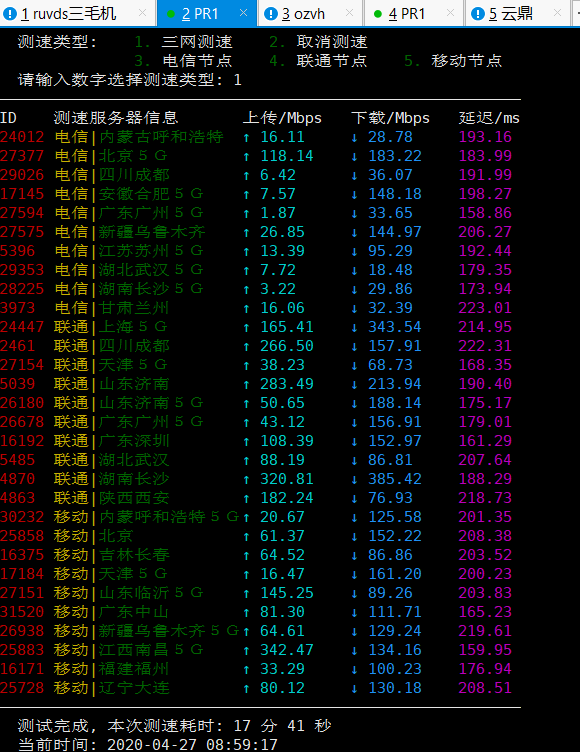 1 ruvds三毛机 × 2 PR1 × 3 ozvh × 4 PR1 × 5 云鼎 ×
测速类型: 1. 三网测速 2. 取消测速
3. 电信节点 4. 联通节点 5. 移动节点
请输入数字选择测速类型: 1
ID 测速服务器信息 上传/Mbps 下载/Mbps 延迟/ms
24012 电信|内蒙古呼和浩特 ↑ 16.11 ↓ 28.78 193.16
27377 电信|北京５Ｇ ↑ 118.14 ↓ 183.22 183.99
29026 电信|四川成都 ↑ 6.42 ↓ 36.07 191.99
17145 电信|安徽合肥５Ｇ ↑ 7.57 ↓ 148.18 198.27
27594 电信|广东广州５Ｇ ↑ 1.87 ↓ 33.65 158.86
27575 电信|新疆乌鲁木齐 ↑ 26.85 ↓ 144.97 206.27
5396 电信|江苏苏州５Ｇ ↑ 13.39 ↓ 95.29 192.44
29353 电信|湖北武汉５Ｇ ↑ 7.72 ↓ 18.48 179.35
28225 电信|湖南长沙５Ｇ ↑ 3.22 ↓ 29.86 173.94
3973 电信|甘肃兰州 ↑ 16.06 ↓ 32.39 223.01
24447 联通|上海５Ｇ ↑ 165.41 ↓ 343.54 214.95
2461 联通|四川成都 ↑ 266.50 ↓ 157.91 222.31
27154 联通|天津５Ｇ ↑ 38.23 ↓ 68.73 168.35
5039 联通|山东济南 ↑ 283.49 ↓ 213.94 190.40
26180 联通|山东济南５Ｇ ↑ 50.65 ↓ 188.14 175.17
26678 联通|广东广州５Ｇ ↑ 43.12 ↓ 156.91 179.01
16192 联通|广东深圳 ↑ 108.39 ↓ 152.97 161.29
5485 联通|湖北武汉 ↑ 88.19 ↓ 86.81 207.64
4870 联通|湖南长沙 ↑ 320.81 ↓ 385.42 188.29
4863 联通|陕西西安 ↑ 182.24 ↓ 76.93 218.73
30232 移动|内蒙呼和浩特５Ｇ ↑ 20.67 ↓ 125.58 201.35
25858 移动|北京 ↑ 61.37 ↓ 152.22 208.38
16375 移动|吉林长春 ↑ 64.52 ↓ 86.86 203.52
17184 移动|天津５Ｇ ↑ 16.47 ↓ 161.20 200.23
27151 移动|山东临沂５Ｇ ↑ 145.25 ↓ 89.26 203.83
31520 移动|广东中山 ↑ 81.30 ↓ 111.71 165.23
26938 移动|新疆乌鲁木齐５Ｇ ↑ 64.61 ↓ 129.24 219.61
25883 移动|江西南昌５Ｇ ↑ 342.47 ↓ 134.16 159.95
16171 移动|福建福州 ↑ 33.29 ↓ 100.23 176.94
25728 移动|辽宁大连 ↑ 80.12 ↓ 130.18 208.51
测试完成, 本次测速耗时: 17 分 41 秒
当前时间: 2020-04-27 08:59:17